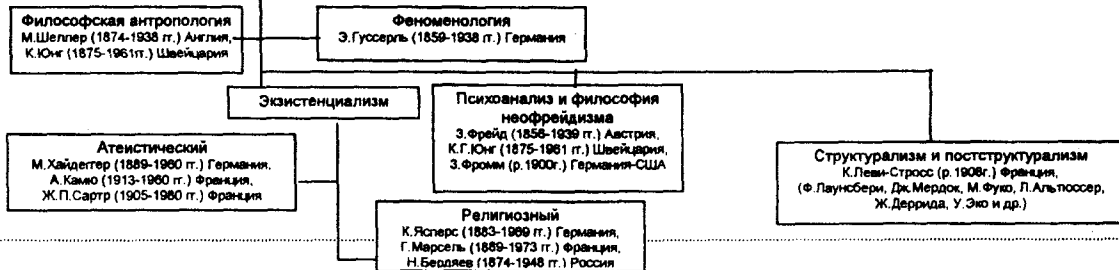 Философская антропология
М.Шеллер (1874-1938 гг.) Англия,
К.Юнг (1875-1961гг.) Швейцария
Феноменология
Э.Гуссерль (1859-1938 гг.) Германия
Экзистенциализм
Психоанализ и философия
неофрейдизма
З.Фрейд (1856-1939 гг.) Австрия,
К.Г.Юнг (1875-1961 гг.) Швейцария,
З.Фромм (р.1900г.) Германия-США
Атеистический
М.Хайдеггер (1889-1960 гг.) Германия,
А.Камю (1913-1960 гг.) Франция,
Ж.П.Сартр (1905-1980 гг.) Франция
Структурализм и постструктурализм
К.Леви-Стросс (р.1908г.) Франция,
(Ф.Лаунсбери, Дж.Мердок, М.Фуко, Л.Альтюссер,
Ж.Деррида, У.Эко и др.)
Религиозный
К.Ясперс (1883-1969 гг.) Германия,
Г.Марсель (1889-1973 гг.) Франция,
Н.Бердяев (1874-1948 гг.) Россия